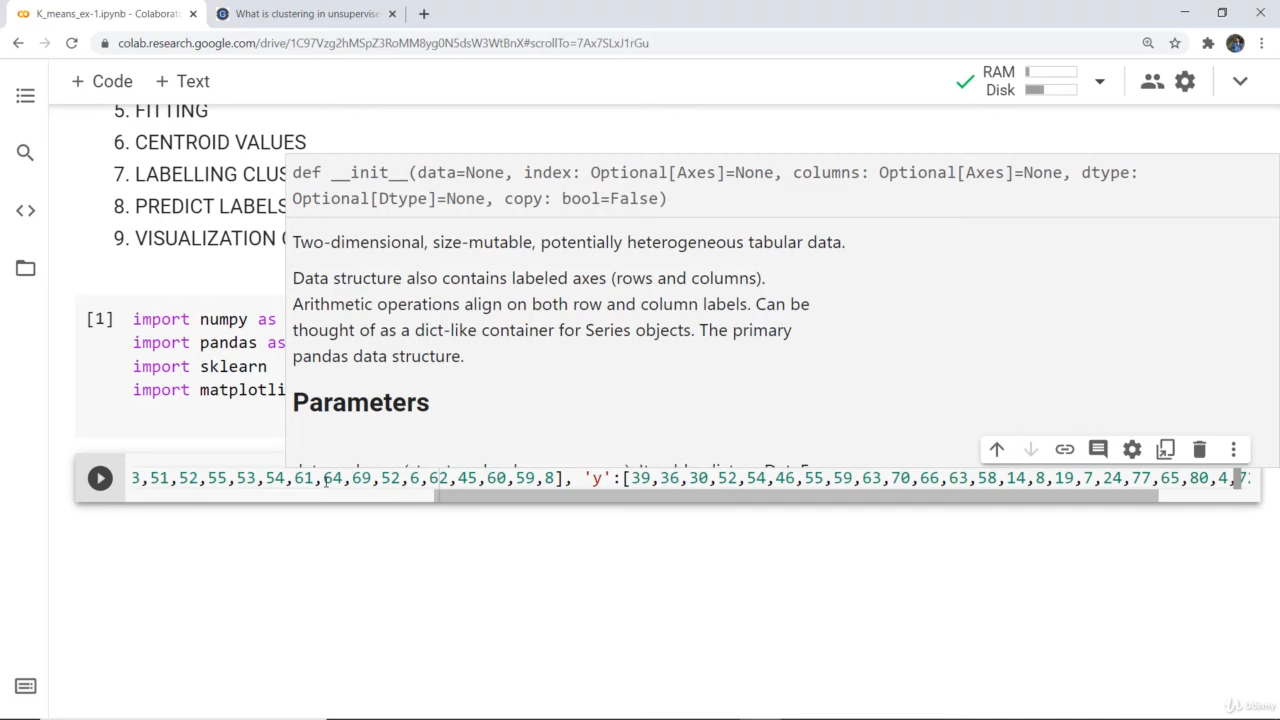 K_means_ex-1.ipynb - Colaborat
What is clustering in unsupervise
colab.research.google.com/drive/1C97Vzg2hMSpZ3RoMM8yg0N5dsW3WtBnX#scrollTo=7Ax7SLxJ1rGu
+ Code + Text
RAM
Disk
5. FITTING
6. CENTROID VALUES
7. LABELLING CLUS
8. PREDICT LABELS
9. VISUALIZATION
def __init__(data=None, index: Optional[Axes]=None, columns: Optional[Axes]=None, dtype:
Optional[Dtype]=None, copy: bool=False)
Two-dimensional, size-mutable, potentially heterogeneous tabular data.
Data structure also contains labeled axes (rows and columns).
Arithmetic operations align on both row and column labels. Can be
thought of as a dict-like container for Series objects. The primary
pandas data structure.
Parameters
[1] import numpy as
import pandas as
import sklearn
import matplotli
3,51,52,55,53,54,61,64,69,52,6,62,45,60,59,8], 'y':[39,36,30,52,54,46,55,59,63,70,66,63,58,14,8,19,7,24,77,65,80,4,72
Udemy